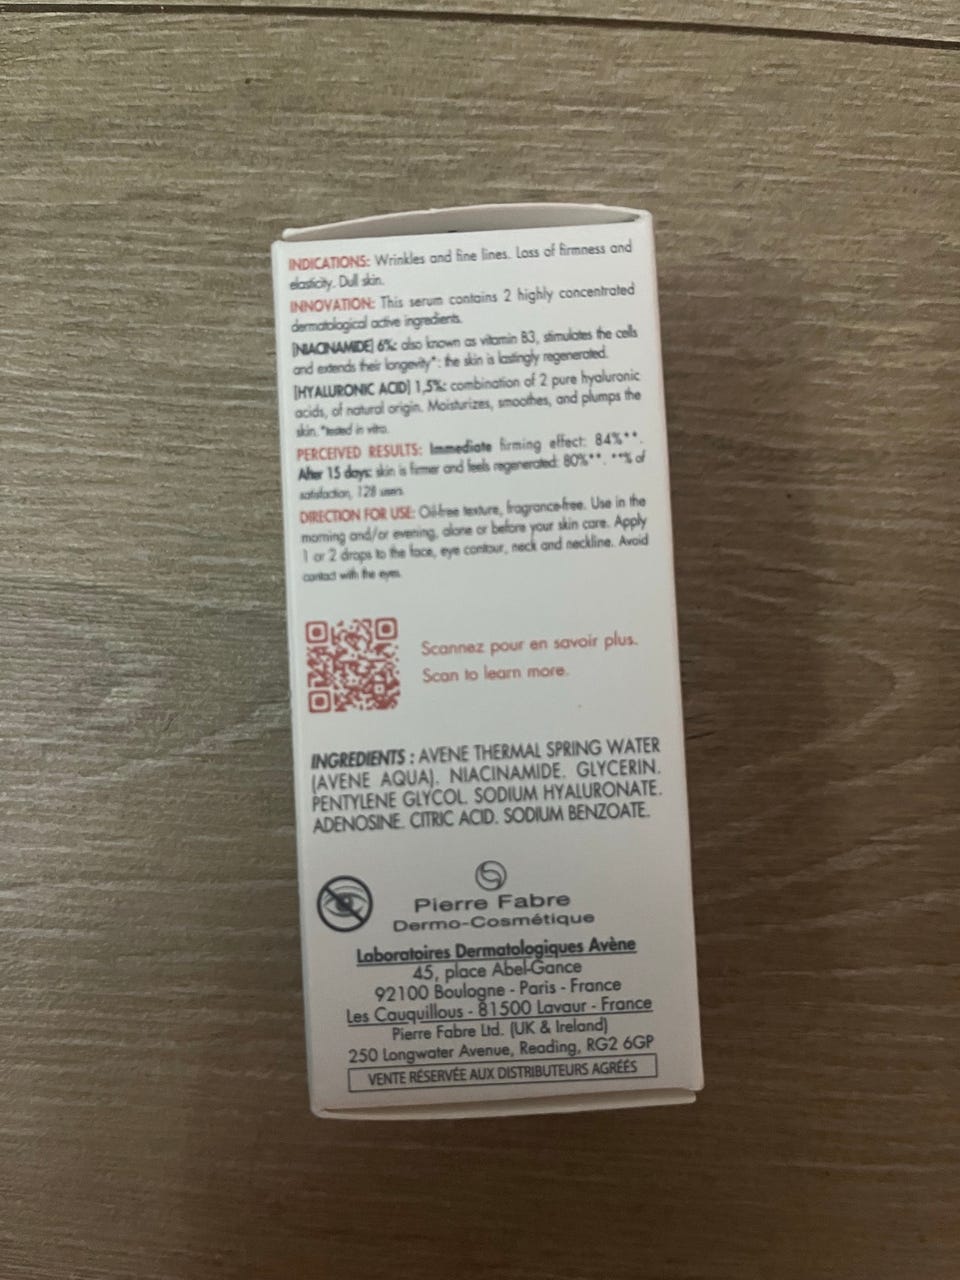 INDICATIONS: Wrinkles and fine lines. Loss of firmness and
elasticity. Dull skin.
INNOVATION: This serum contains 2 highly concentrated
dermatological active ingredients.
[NIACINAMIDE] 6%: also known as vitamin B3, stimulates the cells
and extends their longevity*: the skin is lastingly regenerated.
[HYALURONIC ACID] 1,5%: combination of 2 pure hyaluronic
acids, of natural origin. Moisturizes, smoothes, and plumps the
skin. *tested in vitro.
PERCEIVED RESULTS: Immediate firming effect: 84%**.
After 15 days: skin is firmer and feels regenerated: 80%**. **% of
satisfaction, 128 users.
DIRECTION FOR USE: Oil-free texture, fragrance-free. Use in the
morning and/or evening, alone or before your skin care. Apply
1 or 2 drops to the face, eye contour, neck and neckline. Avoid
contact with the eyes.
Scannez pour en savoir plus.
Scan to learn more.
INGREDIENTS : AVENE THERMAL SPRING WATER
(AVENE AQUA). NIACINAMIDE. GLYCERIN.
PENTYLENE GLYCOL. SODIUM HYALURONATE.
ADENOSINE. CITRIC ACID. SODIUM BENZOATE.
Pierre Fabre
Dermo-Cosmétique
Laboratoires Dermatologiques Avène
45, place Abel-Gance
92100 Boulogne - Paris - France
Les Cauquillous - 81500 Lavaur - France
Pierre Fabre Ltd. (UK & Ireland)
250 Longwater Avenue, Reading, RG2 6GP
VENTE RÉSERVÉE AUX DISTRIBUTEURS AGRÉÉS